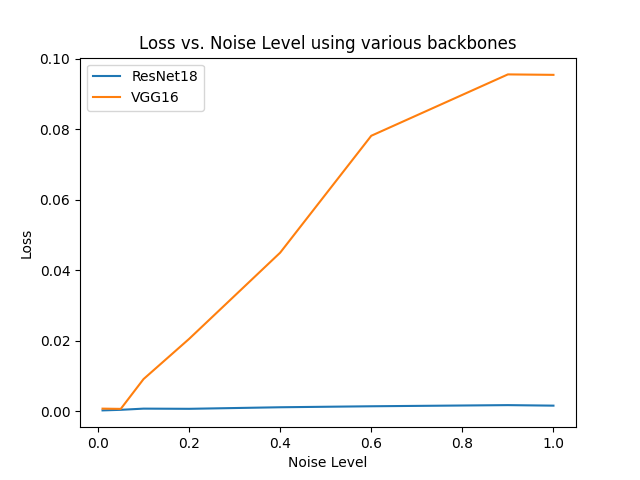 Loss vs. Noise Level using various backbones
ResNet18
VGG16
0.10
0.08
0.06
0.04
0.02
0.00
Loss
0.0 0.2 0.4 0.6 0.8 1.0
Noise Level